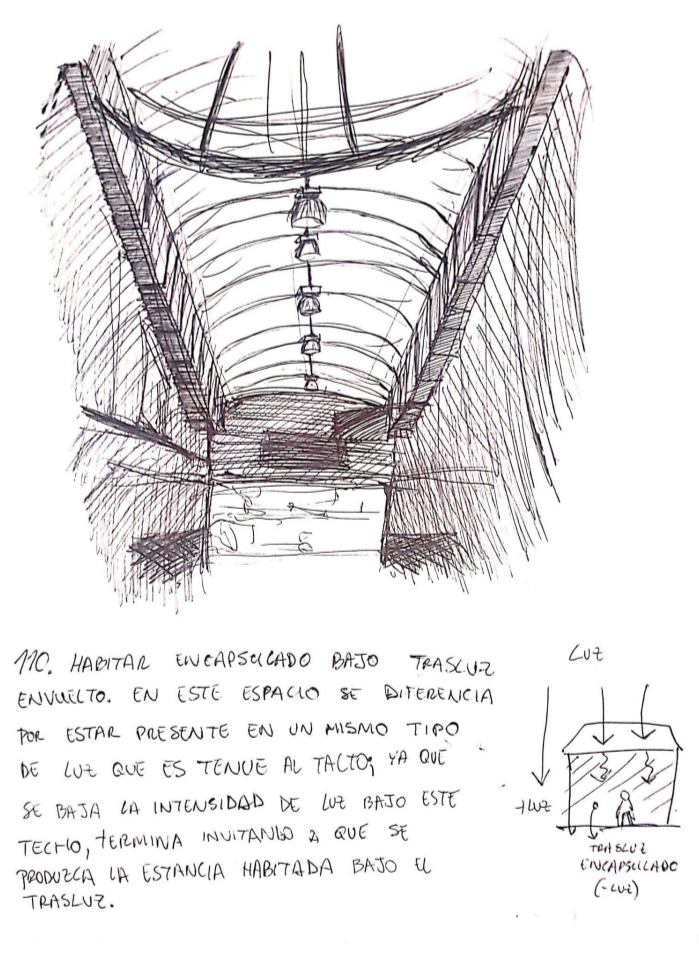 110. HABITAR ENCAPSULADO BAJO TRASLUZ
ENVUELTO. EN ESTE ESPACIO SE DIFERENCIA
POR ESTAR PRESENTE EN UN MISMO TIPO
DE LUZ QUE ES TENUE AL TACTO; YA QUE
SE BAJA LA INTENSIDAD DE LUZ BAJO ESTE
TECHO, TERMINA INVITANDO A QUE SE
PRODUZCA LA ESTANCIA HABITADA BAJO EL
TRASLUZ.
LUZ
+LUZ
TRASLUZ
ENCAPSULADO
(-LUZ)